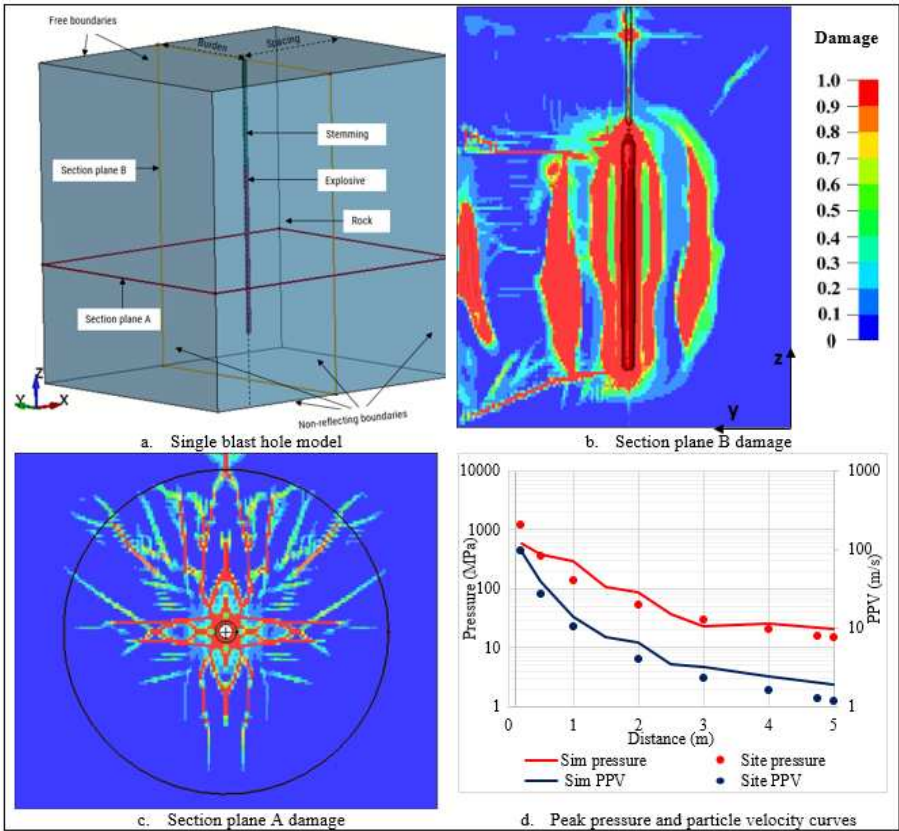 Free boundaries
Burden
Spacing
Stemming
Section plane B
Explosive
Rock
Section plane A
Z
Y
X
Non-reflecting boundaries
a. Single blast hole model
Damage
1.0
0.9
0.8
0.7
0.6
0.5
0.4
0.3
0.2
0.1
0
z
y
b. Section plane B damage
c. Section plane A damage
10000
1000
100
10
1
Pressure (MPa)
1000
100
10
1
PPV (m/s)
0 1 2 3 4 5
Distance (m)
Sim pressure
Site pressure
Sim PPV
Site PPV
d. Peak pressure and particle velocity curves